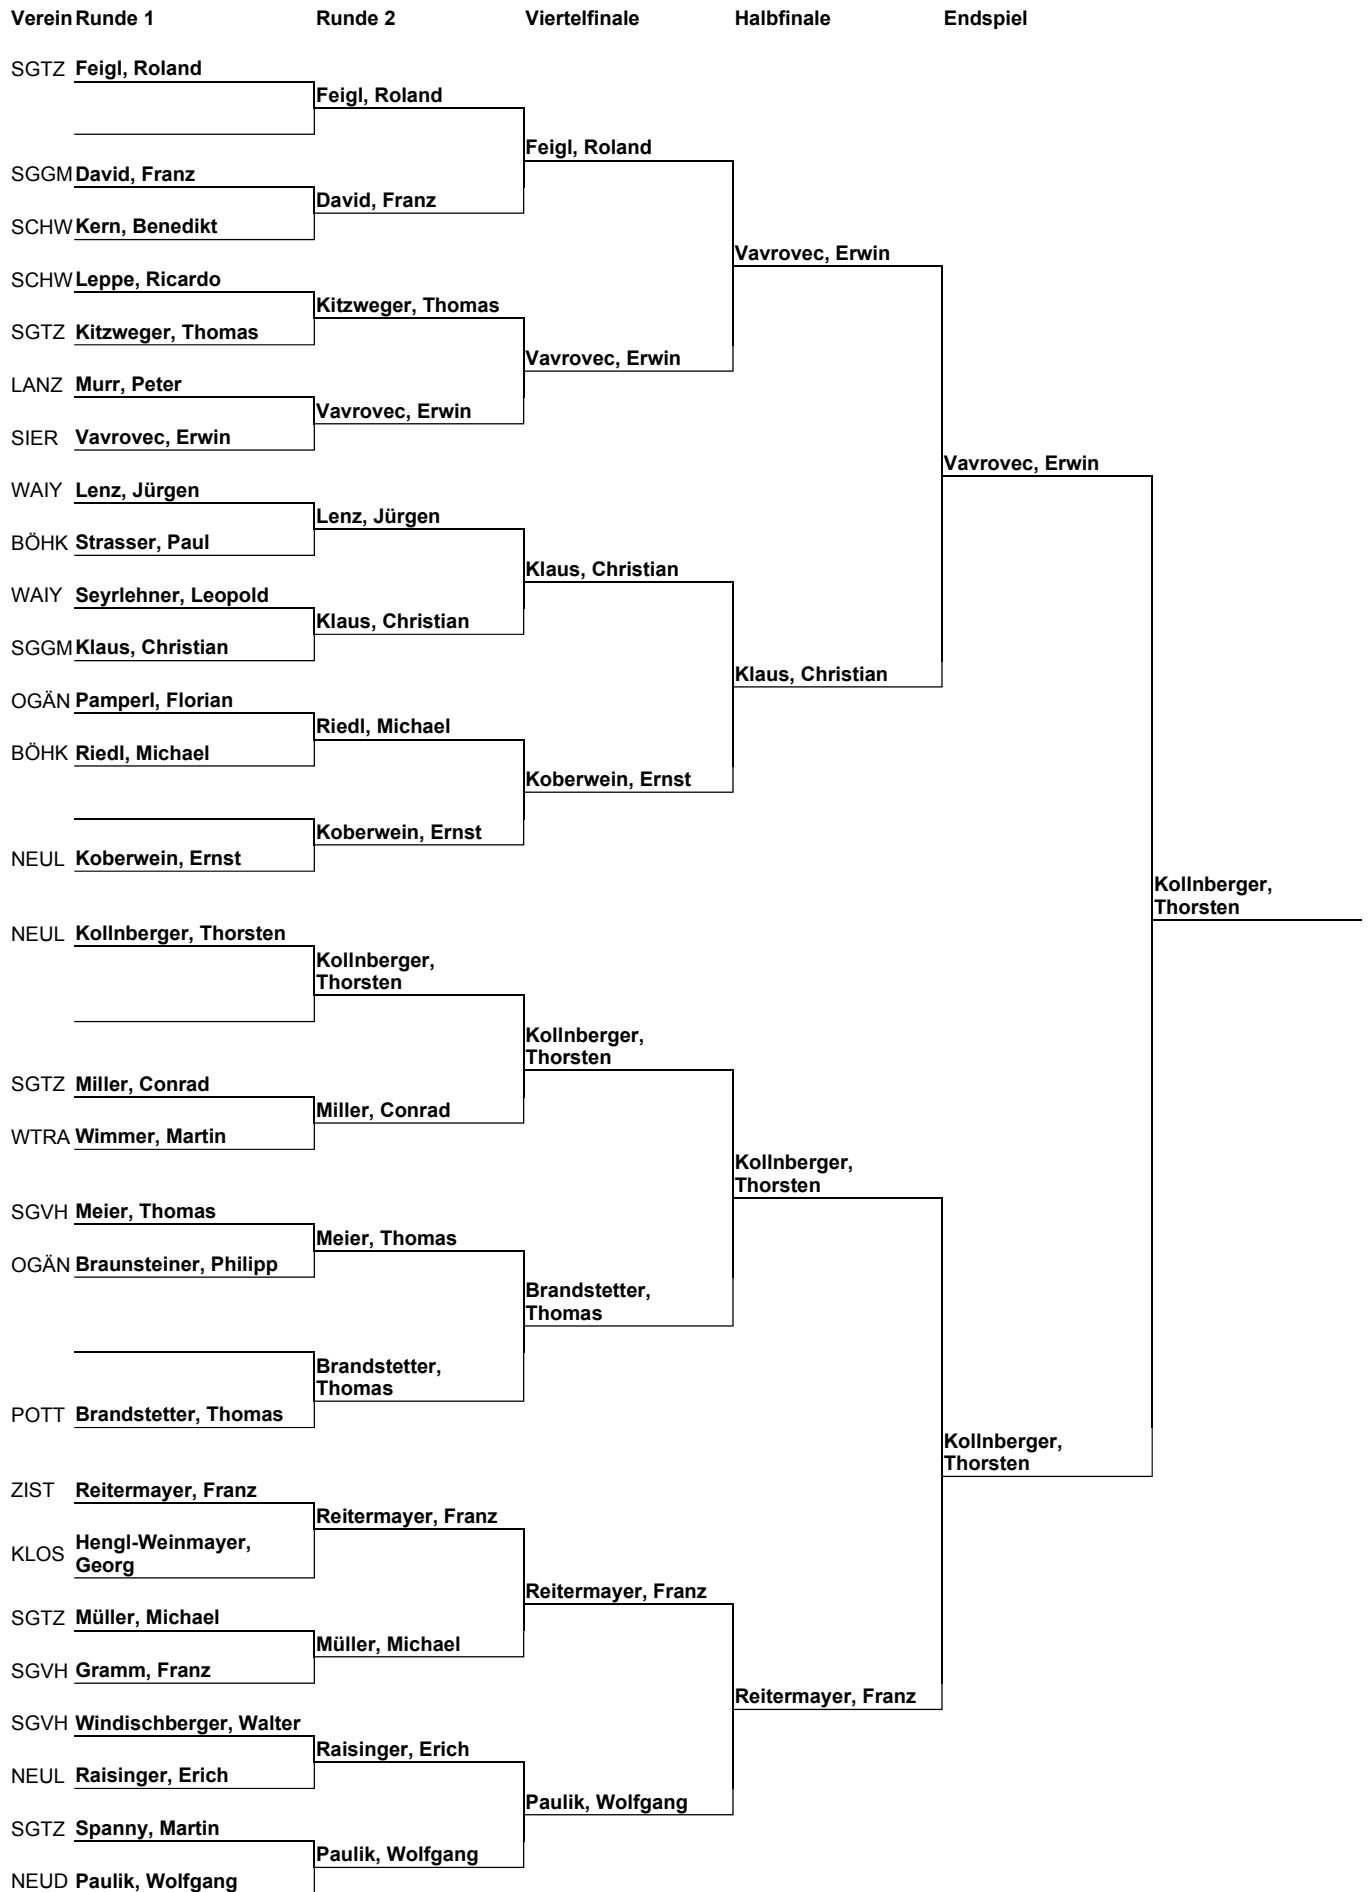 Verein Runde 1 Runde 2 Viertelfinale Halbfinale Endspiel
SGTZ Feigl, Roland
Feigl, Roland
Feigl, Roland
SGGM David, Franz
David, Franz
SCHW Kern, Benedikt
Vavrovec, Erwin
SCHW Leppe, Ricardo
Kitzweger, Thomas
SGTZ Kitzweger, Thomas
Vavrovec, Erwin
LANZ Murr, Peter
Vavrovec, Erwin
SIER Vavrovec, Erwin
Vavrovec, Erwin
WAIY Lenz, Jürgen
Lenz, Jürgen
BÖHK Strasser, Paul
Klaus, Christian
WAIY Seyrlehner, Leopold
Klaus, Christian
SGGM Klaus, Christian
Klaus, Christian
OGÄN Pamperl, Florian
Riedl, Michael
BÖHK Riedl, Michael
Koberwein, Ernst
Koberwein, Ernst
NEUL Koberwein, Ernst
Kollnberger,
Thorsten
NEUL Kollnberger, Thorsten
Kollnberger,
Thorsten
Kollnberger,
Thorsten
SGTZ Miller, Conrad
Miller, Conrad
WTRA Wimmer, Martin
Kollnberger,
Thorsten
SGVH Meier, Thomas
Meier, Thomas
OGÄN Braunsteiner, Philipp
Brandstetter,
Thomas
Brandstetter,
Thomas
POTT Brandstetter, Thomas
Kollnberger,
Thorsten
ZIST Reitermayer, Franz
Reitermayer, Franz
KLOS Hengl-Weinmayer,
Georg
Reitermayer, Franz
SGTZ Müller, Michael
Müller, Michael
SGVH Gramm, Franz
Reitermayer, Franz
SGVH Windischberger, Walter
Raisinger, Erich
NEUL Raisinger, Erich
Paulik, Wolfgang
SGTZ Spanny, Martin
Paulik, Wolfgang
NEUD Paulik, Wolfgang